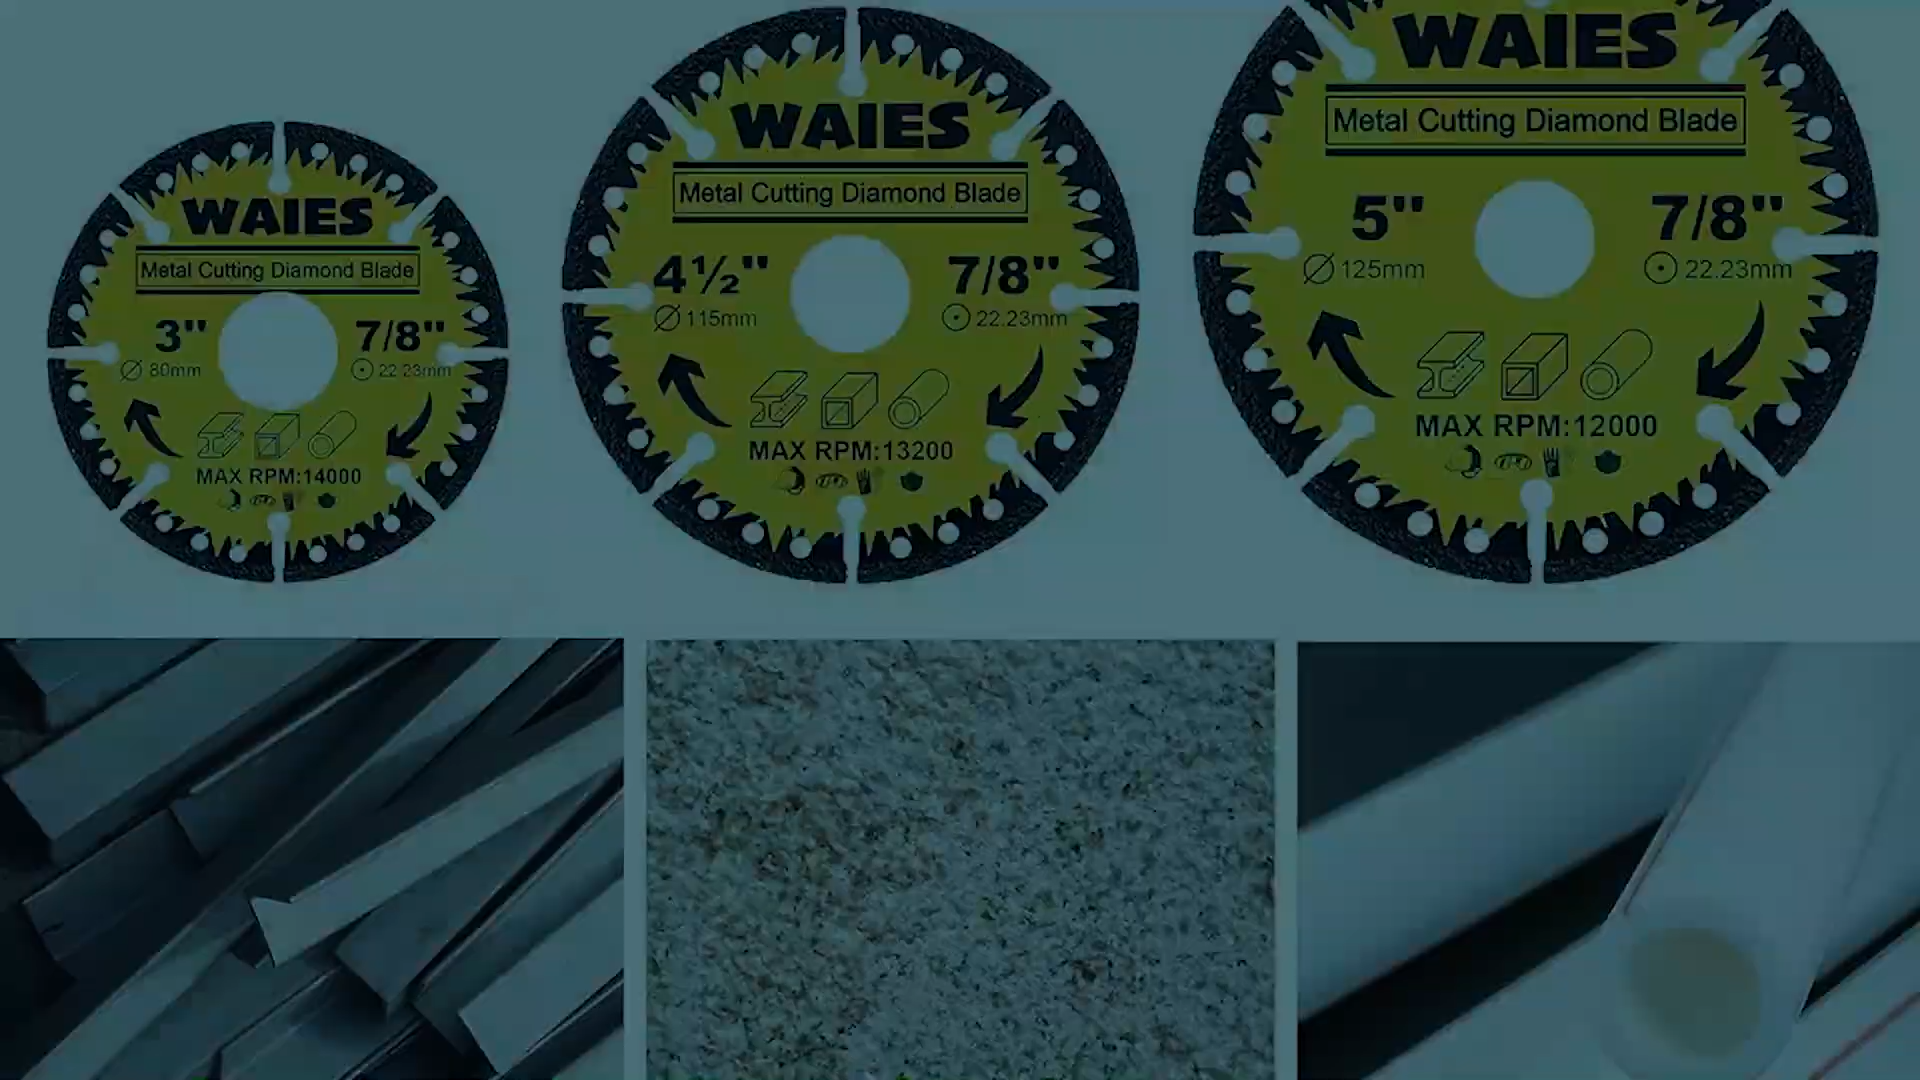 WAIES
Metal Cutting Diamond Blade
3" 7/8"
80mm 22.23mm
MAX RPM:14000
WAIES
Metal Cutting Diamond Blade
4½" 7/8"
115mm 22.23mm
MAX RPM:13200
WAIES
Metal Cutting Diamond Blade
5" 7/8"
125mm 22.23mm
MAX RPM:12000